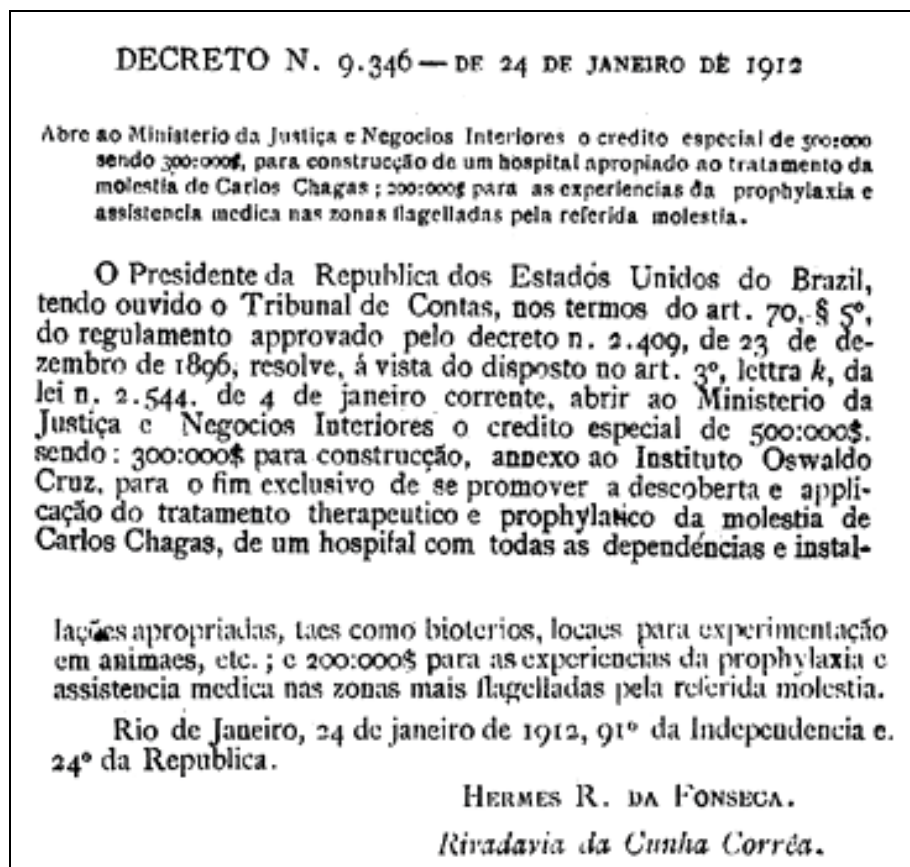 DECRETO N. 9.346 — DE 24 DE JANEIRO DE 1912
Abre ao Ministerio da Justiça e Negocios Interiores o credito especial de 500:000
sendo 300:000$, para construcção de um hospital apropiado ao tratamento da
molestia de Carlos Chagas ; 200:000$ para as experiencias da prophylaxia e
assistencia medica nas zonas flagelladas pela referida molestia.
O Presidente da Republica dos Estados Unidos do Brazil,
tendo ouvido o Tribunal de Contas, nos termos do art. 70, § 5º,
do regulamento approvado pelo decreto n. 2.409, de 23 de de-
zembro de 1896, resolve, á vista do disposto no art. 3º, lettra k, da
lei n. 2.544. de 4 de janeiro corrente, abrir ao Ministerio da
Justiça e Negocios Interiores o credito especial de 500:000$.
sendo : 300:000$ para construcção, annexo ao Instituto Oswaldo
Cruz, para o fim exclusivo de se promover a descoberta e appli-
cação do tratamento therapeutico e prophylatico da molestia de
Carlos Chagas, de um hospital com todas as dependéncias e instal-
lações apropriadas, taes como bioterios, locaes para experimentação
em animaes, etc. ; e 200:000$ para as experiencias da prophylaxia e
assistencia medica nas zonas mais flagelladas pela referida molestia.
Rio de Janeiro, 24 de janeiro de 1912, 91º da Independencia e.
24º da Republica.
HERMES R. DA FONSECA.
Rivadavia da Cunha Corrêa.